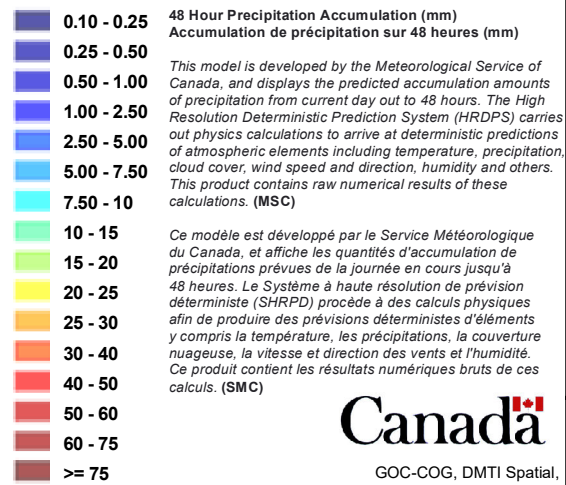 0.10 - 0.25
0.25 - 0.50
0.50 - 1.00
1.00 - 2.50
2.50 - 5.00
5.00 - 7.50
7.50 - 10
10 - 15
15 - 20
20 - 25
25 - 30
30 - 40
40 - 50
50 - 60
60 - 75
>= 75
48 Hour Precipitation Accumulation (mm)
Accumulation de précipitation sur 48 heures (mm)
This model is developed by the Meteorological Service of
Canada, and displays the predicted accumulation amounts
of precipitation from current day out to 48 hours. The High
Resolution Deterministic Prediction System (HRDPS) carries
out physics calculations to arrive at deterministic predictions
of atmospheric elements including temperature, precipitation,
cloud cover, wind speed and direction, humidity and others.
This product contains raw numerical results of these
calculations. (MSC)
Ce modèle est développé par le Service Météorologique
du Canada, et affiche les quantités d'accumulation de
précipitations prévues de la journée en cours jusqu'à
48 heures. Le Système à haute résolution de prévision
déterministe (SHRPD) procède à des calculs physiques
afin de produire des prévisions déterministes d'éléments
y compris la température, les précipitations, la couverture
nuageuse, la vitesse et direction des vents et l'humidité.
Ce produit contient les résultats numériques bruts de ces
calculs. (SMC)
Canada
GOC-COG, DMTI Spatial,